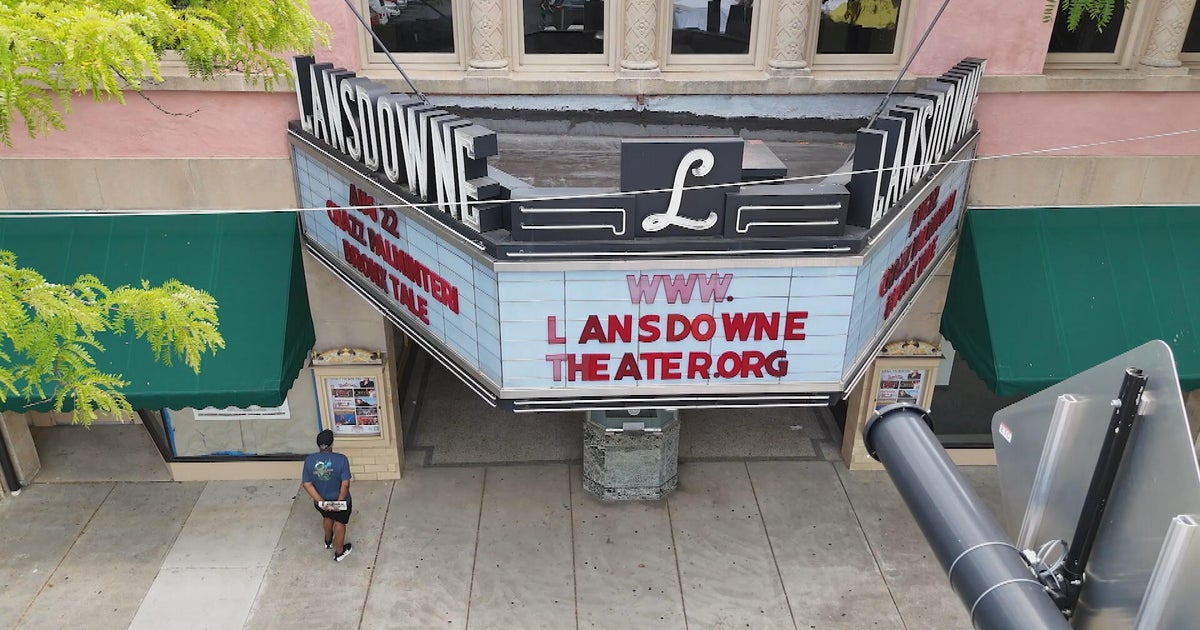 LANSDOWNE
LANSDOWNE
L
AUG 22
CHAZZ PALMINTERI
BRONX TALE
WWW.
LANSDOWNE
THEATER.ORG